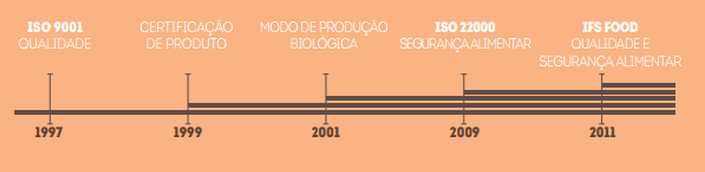 ISO 9001
QUALIDADE
CERTIFICAÇÃO
DE PRODUTO
MODO DE PRODUÇÃO
BIOLÓGICA
ISO 22000
SEGURANÇA ALIMENTAR
IFS FOOD
QUALIDADE E
SEGURANÇA ALIMENTAR
1997
1999
2001
2009
2011